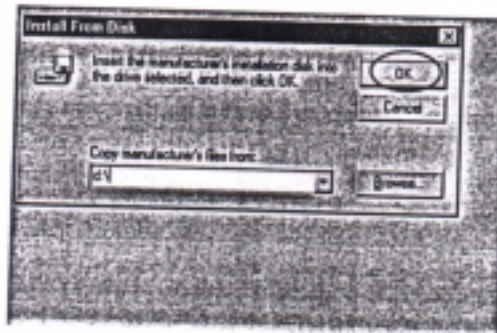 Install From Disk
Insert the manufacturer's installation disk into
the drive selected, and then click OK.
OK
Cancel
Copy manufacturer's files from:
d:\
Browse...